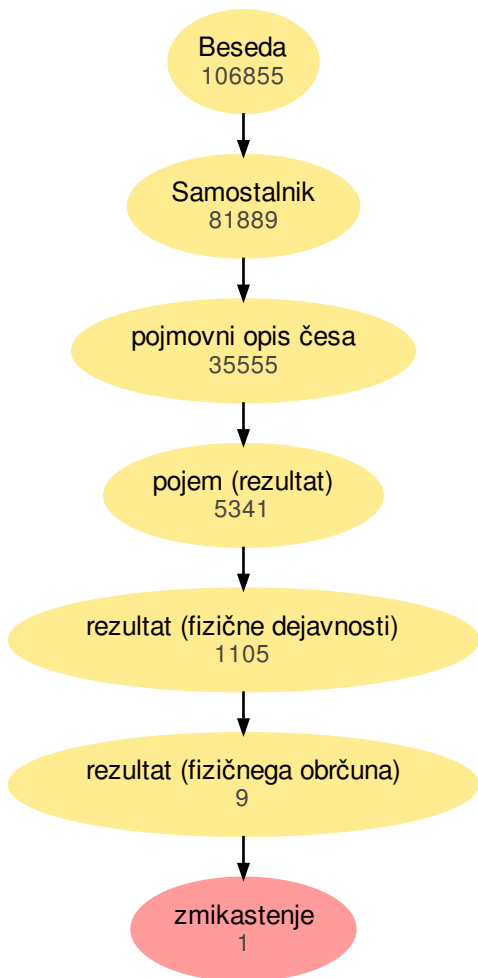 Beseda
106855
Samostalnik
81889
pojmovni opis česa
35555
pojem (rezultat)
5341
rezultat (fizične dejavnosti)
1105
rezultat (fizičnega obrčuna)
9
zmikastenje
1